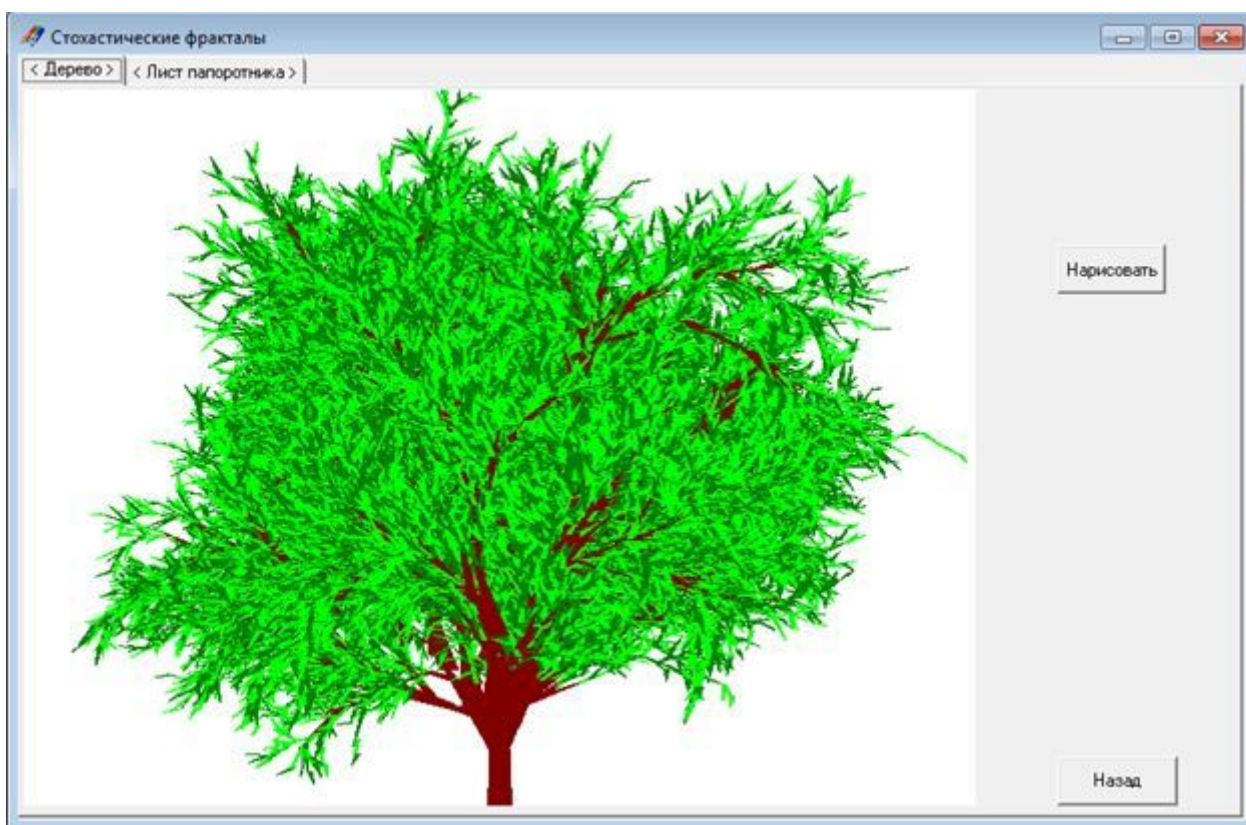 Стохастические фракталы
< Дерево > < Лист папоротника >
Нарисовать
Назад